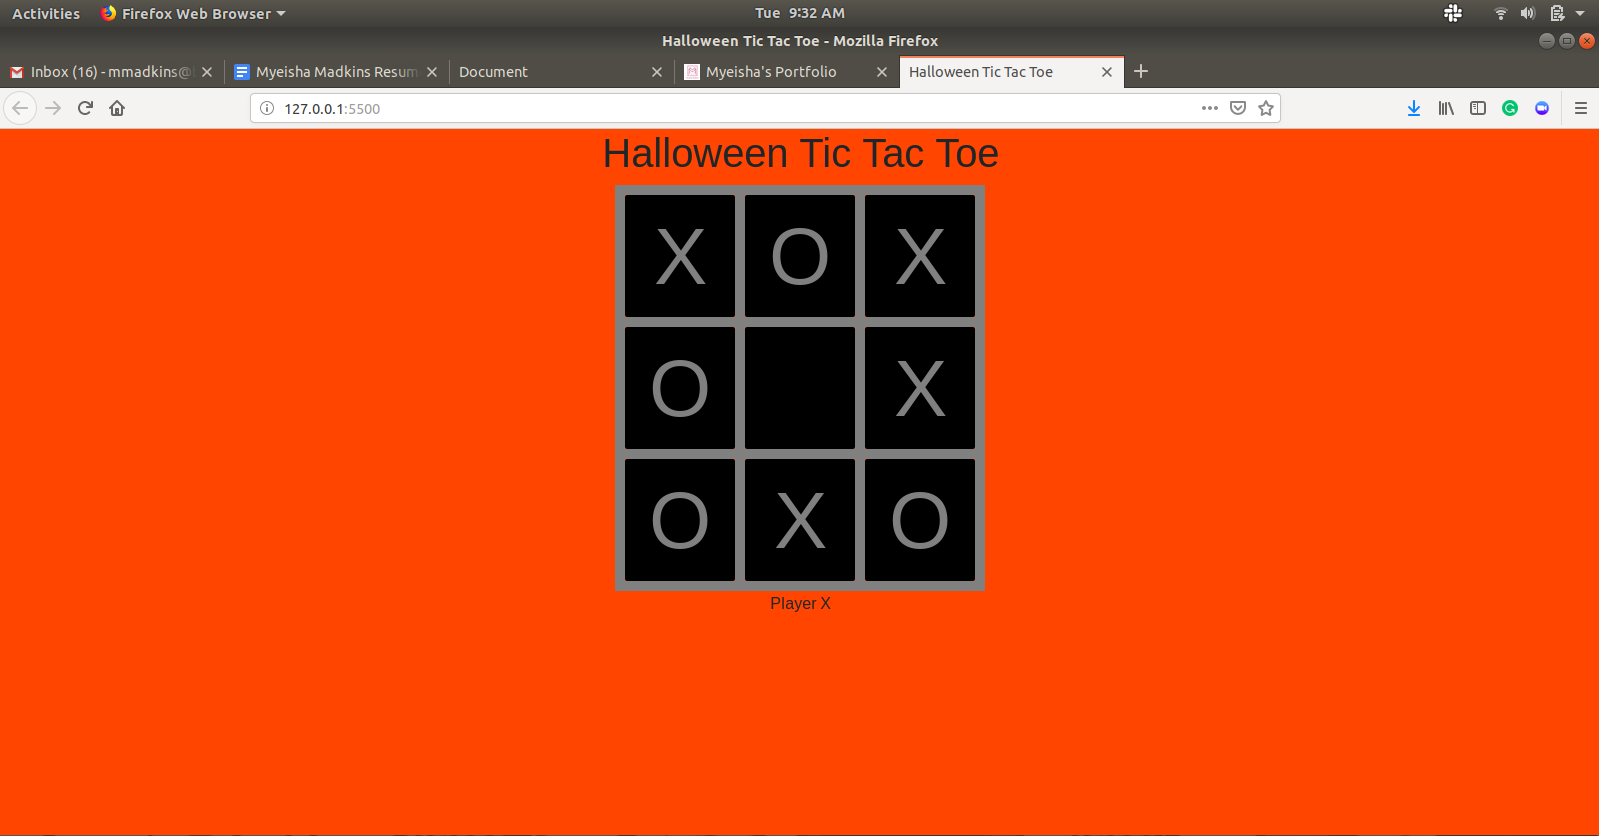 Activities Firefox Web Browser Tue 9:32 AM
Halloween Tic Tac Toe - Mozilla Firefox
Inbox (16) - mmadkins@ Myeisha Madkins Resum Document Myeisha's Portfolio Halloween Tic Tac Toe
127.0.0.1:5500
Halloween Tic Tac Toe
X O X
O X
O X O
Player X